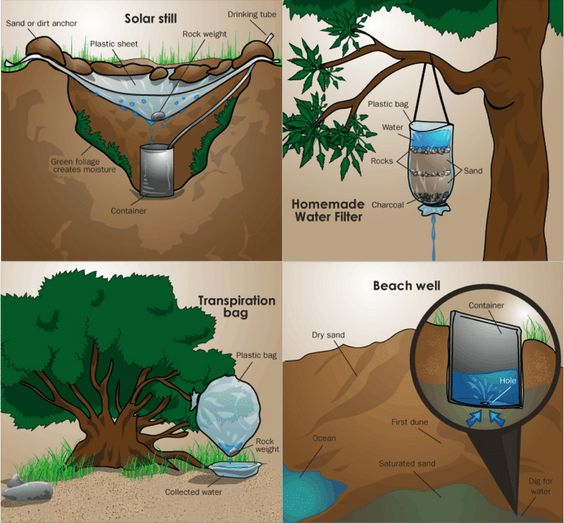 Solar still
Sand or dirt anchor
Drinking tube
Plastic sheet
Rock weight
Green foliage
creates moisture
Container
Plastic bag
Water
Rocks
Sand
Charcoal
Homemade
Water Filter
Transpiration
bag
Plastic bag
Rock
weight
Collected water
Beach well
Container
Dry sand
Hole
First dune
Ocean
Saturated sand
Dig for
water